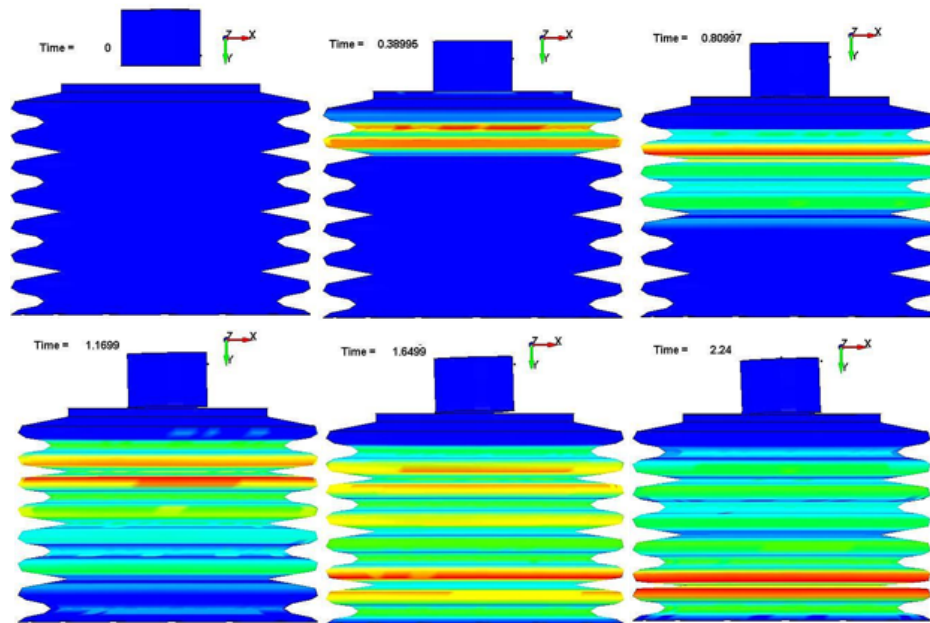 Time = 0
Z X
Y
Time = 0.38995
Z X
Y
Time = 0.80997
Z X
Y
Time = 1.1699
Z X
Y
Time = 1.6499
Z X
Y
Time = 2.24
Z X
Y